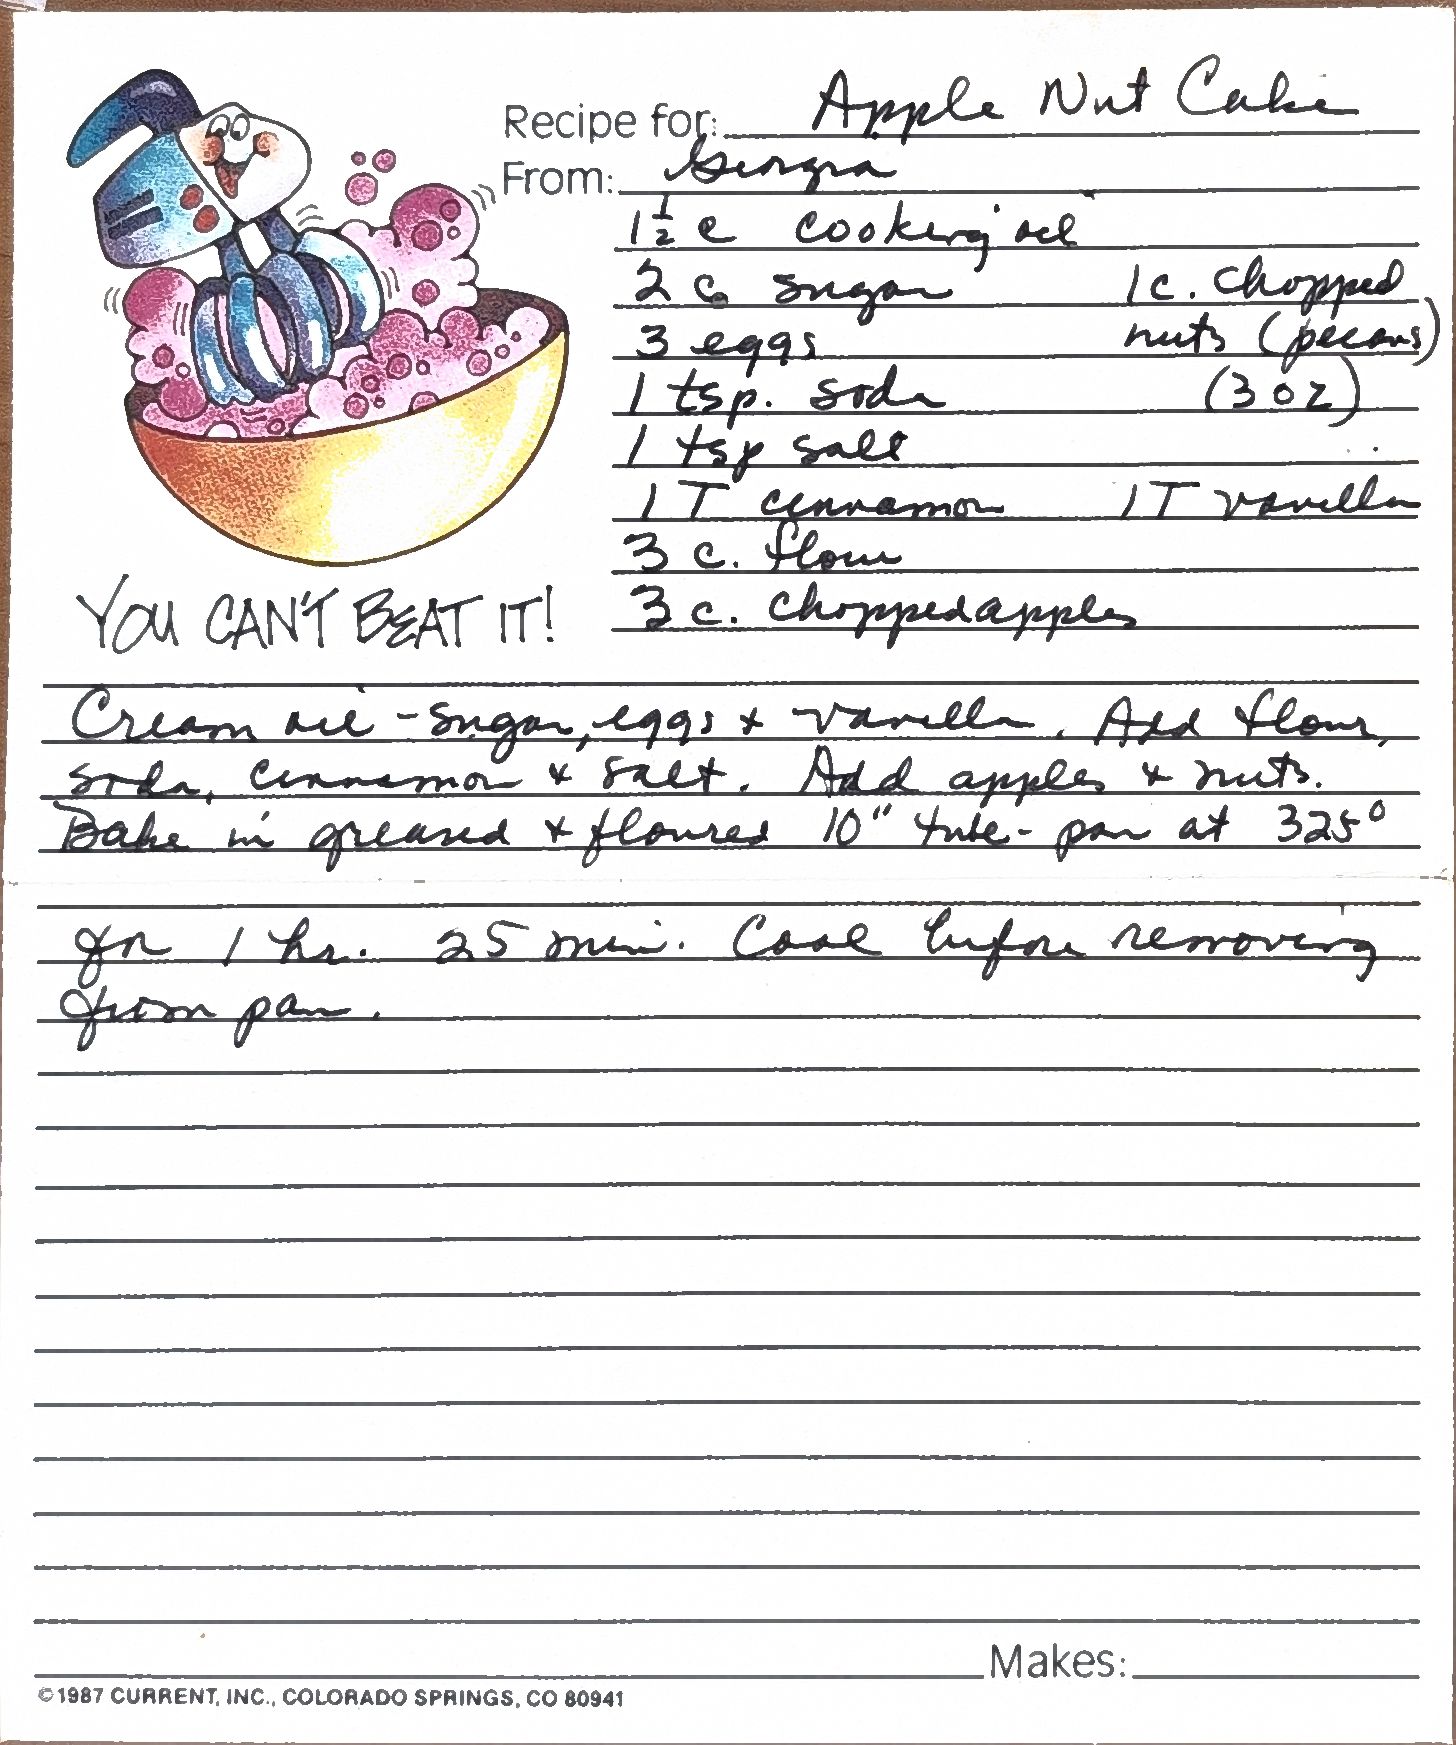 Recipe for: Apple Nut Cake
From: Georgia
1 1/2 c cooking oil
2 c. sugar
3 eggs
1 tsp. soda
1 tsp salt
1 T cinnamon
3 c. flour
3 c. chopped apples
1 c. chopped
nuts (pecans)
(3 oz)
1 T vanilla
YOU CAN'T BEAT IT!
Cream oil - sugar, eggs & vanilla. Add flour,
soda, cinnamon & salt. Add apples & nuts.
Bake in greased & floured 10" tube-pan at 325°
for 1 hr. 25 min. Cool before removing
from pan.
Makes:
©1987 CURRENT, INC., COLORADO SPRINGS, CO 80941